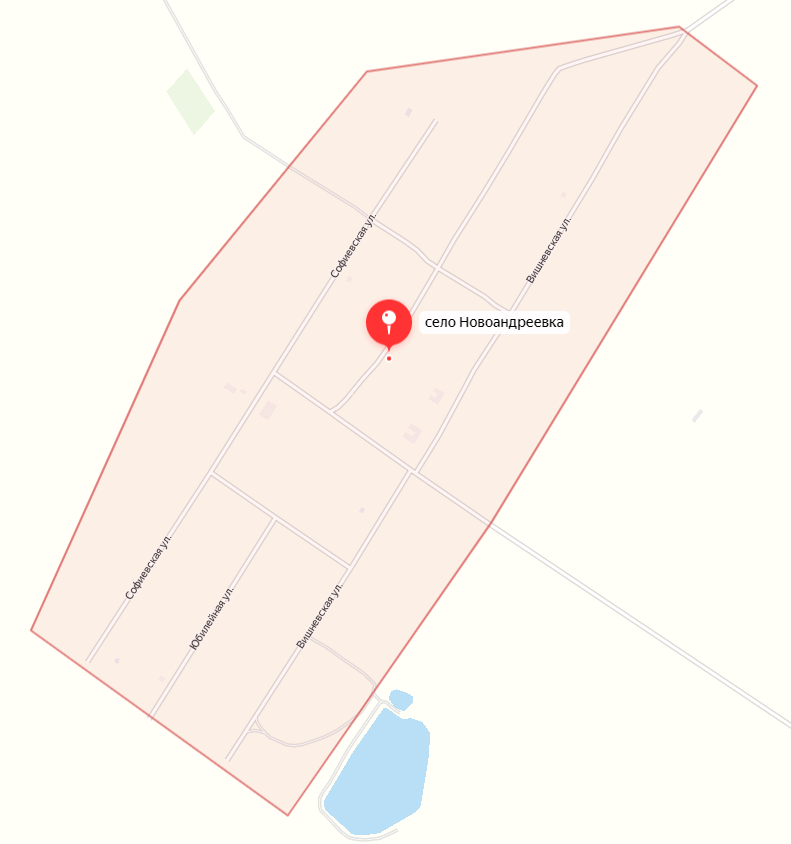 Софиевская ул.
Вишневская ул.
село Новоандреевка
Софиевская ул.
Юбилейная ул.
Вишневская ул.